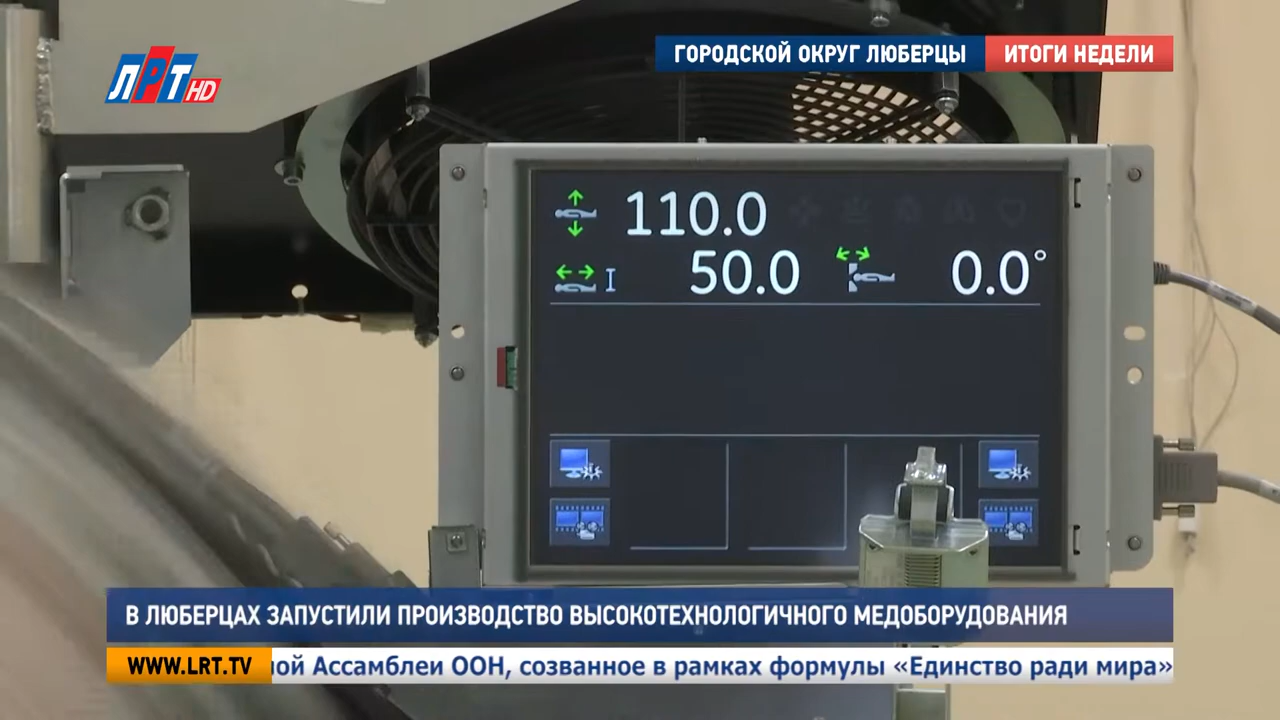 ЛРТ HD
ГОРОДСКОЙ ОКРУГ ЛЮБЕРЦЫ ИТОГИ НЕДЕЛИ
110.0
50.0 0.0°
В ЛЮБЕРЦАХ ЗАПУСТИЛИ ПРОИЗВОДСТВО ВЫСОКОТЕХНОЛОГИЧНОГО МЕДОБОРУДОВАНИЯ
WWW.LRT.TV ной Ассамблеи ООН, созванное в рамках формулы «Единство ради мира»